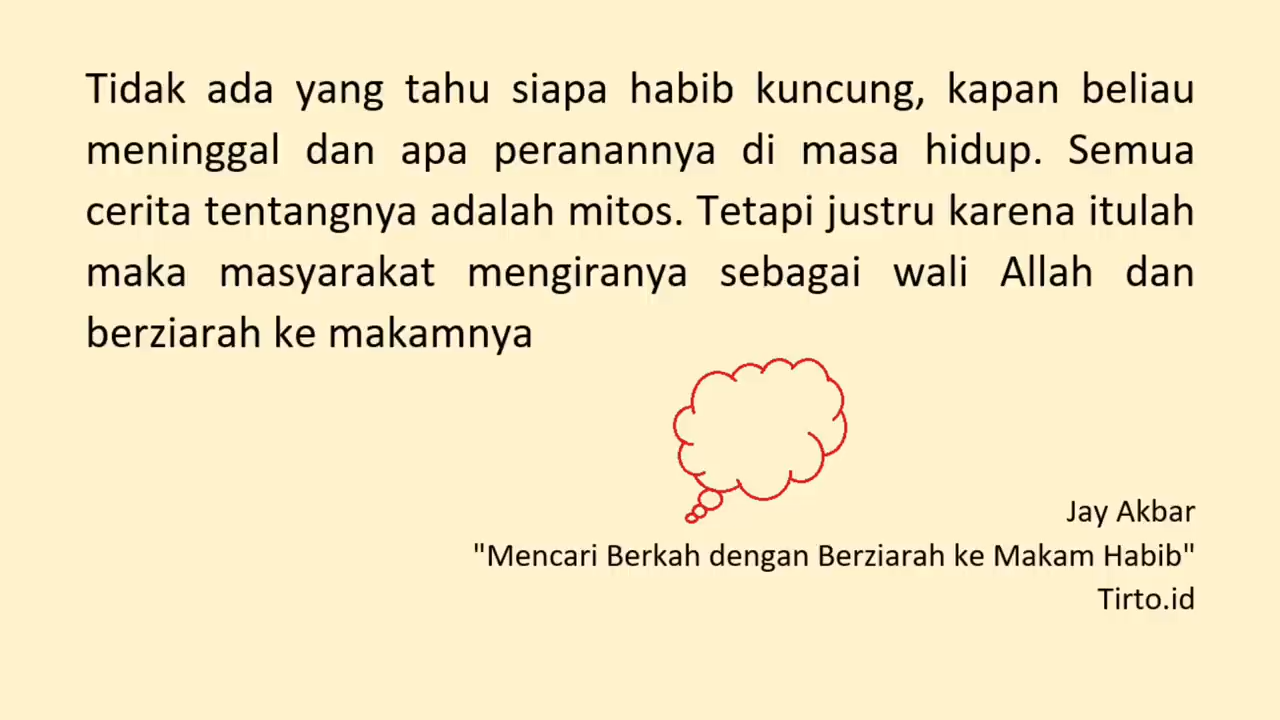 Tidak ada yang tahu siapa habib kuncung, kapan beliau
meninggal dan apa peranannya di masa hidup. Semua
cerita tentangnya adalah mitos. Tetapi justru karena itulah
maka masyarakat mengiranya sebagai wali Allah dan
berziarah ke makamnya
Jay Akbar
"Mencari Berkah dengan Berziarah ke Makam Habib"
Tirto.id